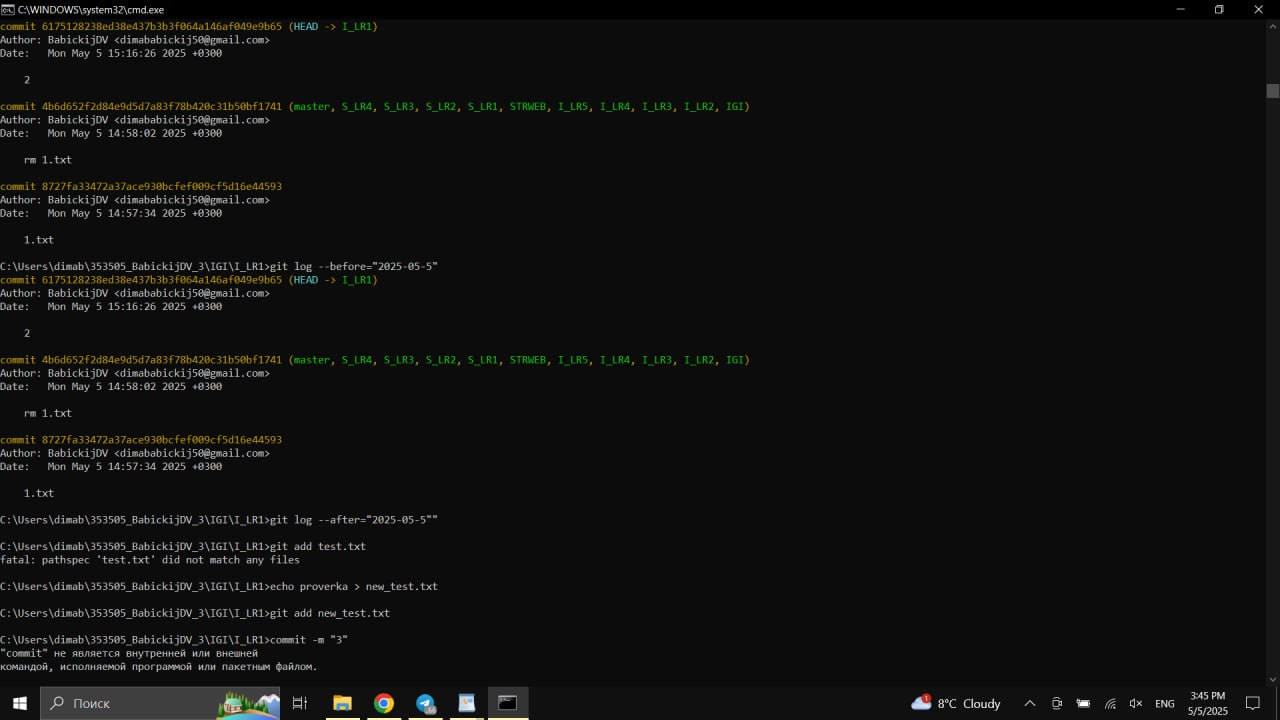 C:\WINDOWS\system32\cmd.exe
commit 6175128238ed38e437b3b3f064a146af049e9b65 (HEAD -> I_LR1)
Author: BabickijDV <dimababickij50@gmail.com>
Date:   Mon May 5 15:16:26 2025 +0300
2
commit 4b6d652f2d84e9d5d7a83f78b420c31b50bf1741 (master, S_LR4, S_LR3, S_LR2, S_LR1, STRWEB, I_LR5, I_LR4, I_LR3, I_LR2, IGI)
Author: BabickijDV <dimababickij50@gmail.com>
Date:   Mon May 5 14:58:02 2025 +0300
rm 1.txt
commit 8727fa33472a37ace930bcfef009cf5d16e44593
Author: BabickijDV <dimababickij50@gmail.com>
Date:   Mon May 5 14:57:34 2025 +0300
1.txt
C:\Users\dimab\353505_BabickijDV_3\IGI\I_LR1>git log --before="2025-05-5"
commit 6175128238ed38e437b3b3f064a146af049e9b65 (HEAD -> I_LR1)
Author: BabickijDV <dimababickij50@gmail.com>
Date:   Mon May 5 15:16:26 2025 +0300
2
commit 4b6d652f2d84e9d5d7a83f78b420c31b50bf1741 (master, S_LR4, S_LR3, S_LR2, S_LR1, STRWEB, I_LR5, I_LR4, I_LR3, I_LR2, IGI)
Author: BabickijDV <dimababickij50@gmail.com>
Date:   Mon May 5 14:58:02 2025 +0300
rm 1.txt
commit 8727fa33472a37ace930bcfef009cf5d16e44593
Author: BabickijDV <dimababickij50@gmail.com>
Date:   Mon May 5 14:57:34 2025 +0300
1.txt
C:\Users\dimab\353505_BabickijDV_3\IGI\I_LR1>git log --after="2025-05-5""
C:\Users\dimab\353505_BabickijDV_3\IGI\I_LR1>git add test.txt
fatal: pathspec 'test.txt' did not match any files
C:\Users\dimab\353505_BabickijDV_3\IGI\I_LR1>echo proverka > new_test.txt
C:\Users\dimab\353505_BabickijDV_3\IGI\I_LR1>git add new_test.txt
C:\Users\dimab\353505_BabickijDV_3\IGI\I_LR1>commit -m "3"
"commit" не является внутренней или внешней
командой, исполняемой программой или пакетным файлом.
Поиск
1
8°C Cloudy
ENG
3:45 PM
5/5/2025